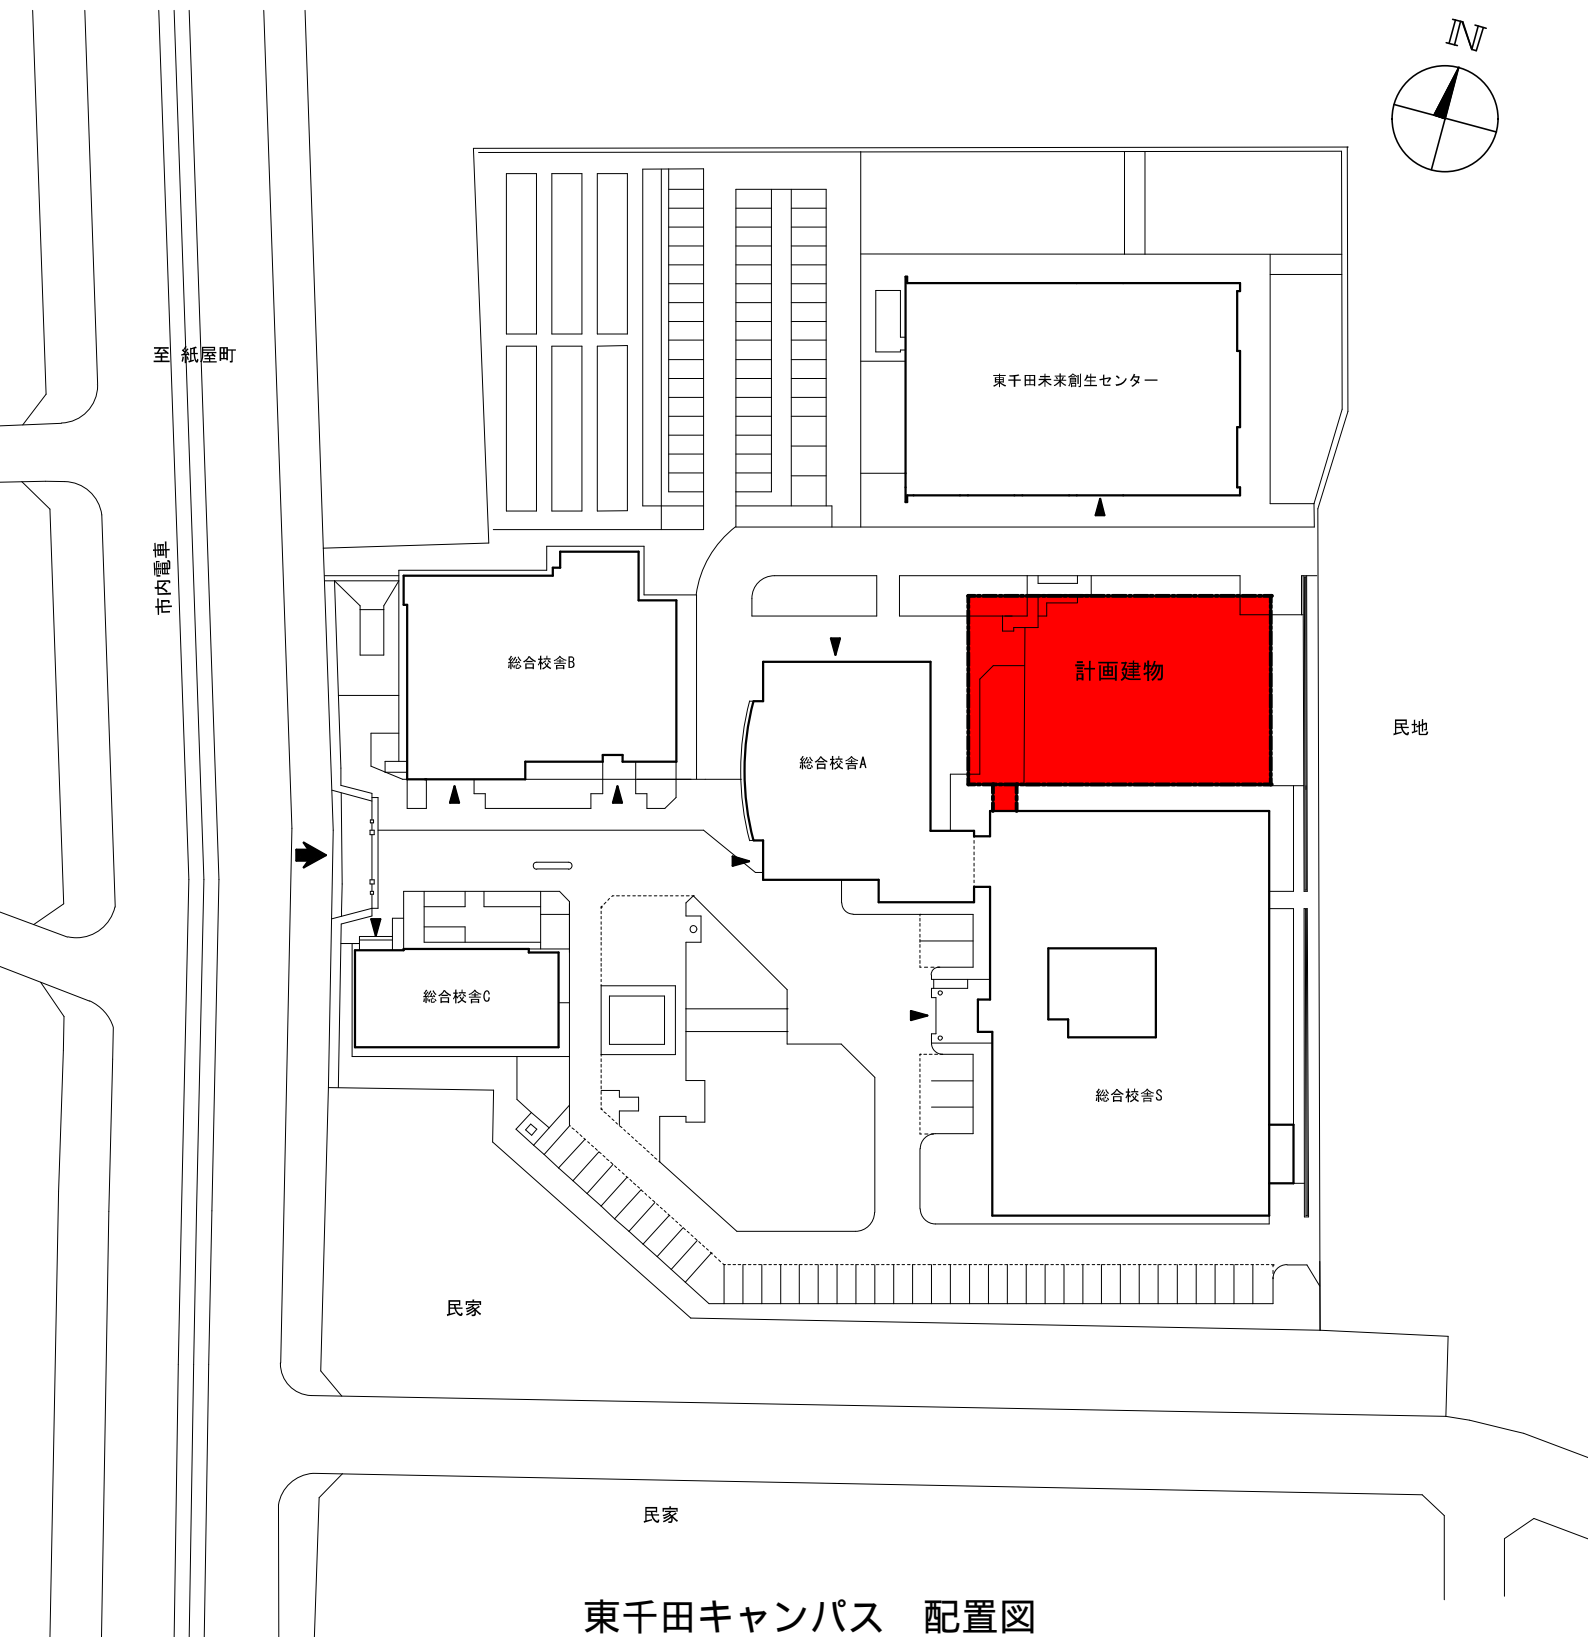 N
至 紙屋町
東千田未来創生センター
市内電車
総合校舎B
計画建物
民地
総合校舎A
総合校舎C
総合校舎S
民家
民家
東千田キャンパス 配置図